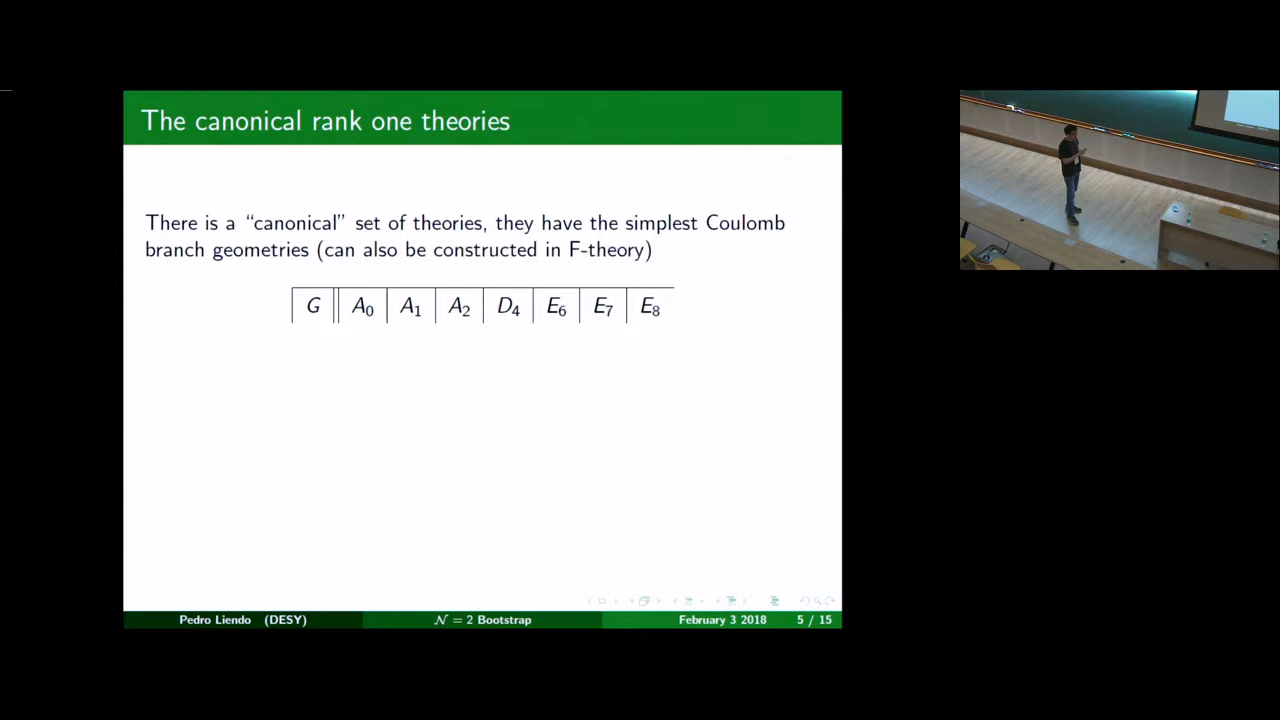 The canonical rank one theories
There is a “canonical” set of theories, they have the simplest Coulomb
branch geometries (can also be constructed in F-theory)
G A₀ A₁ A₂ D₄ E₆ E₇ E₈
Pedro Liendo (DESY) 𝒩 = 2 Bootstrap February 3 2018 5 / 15